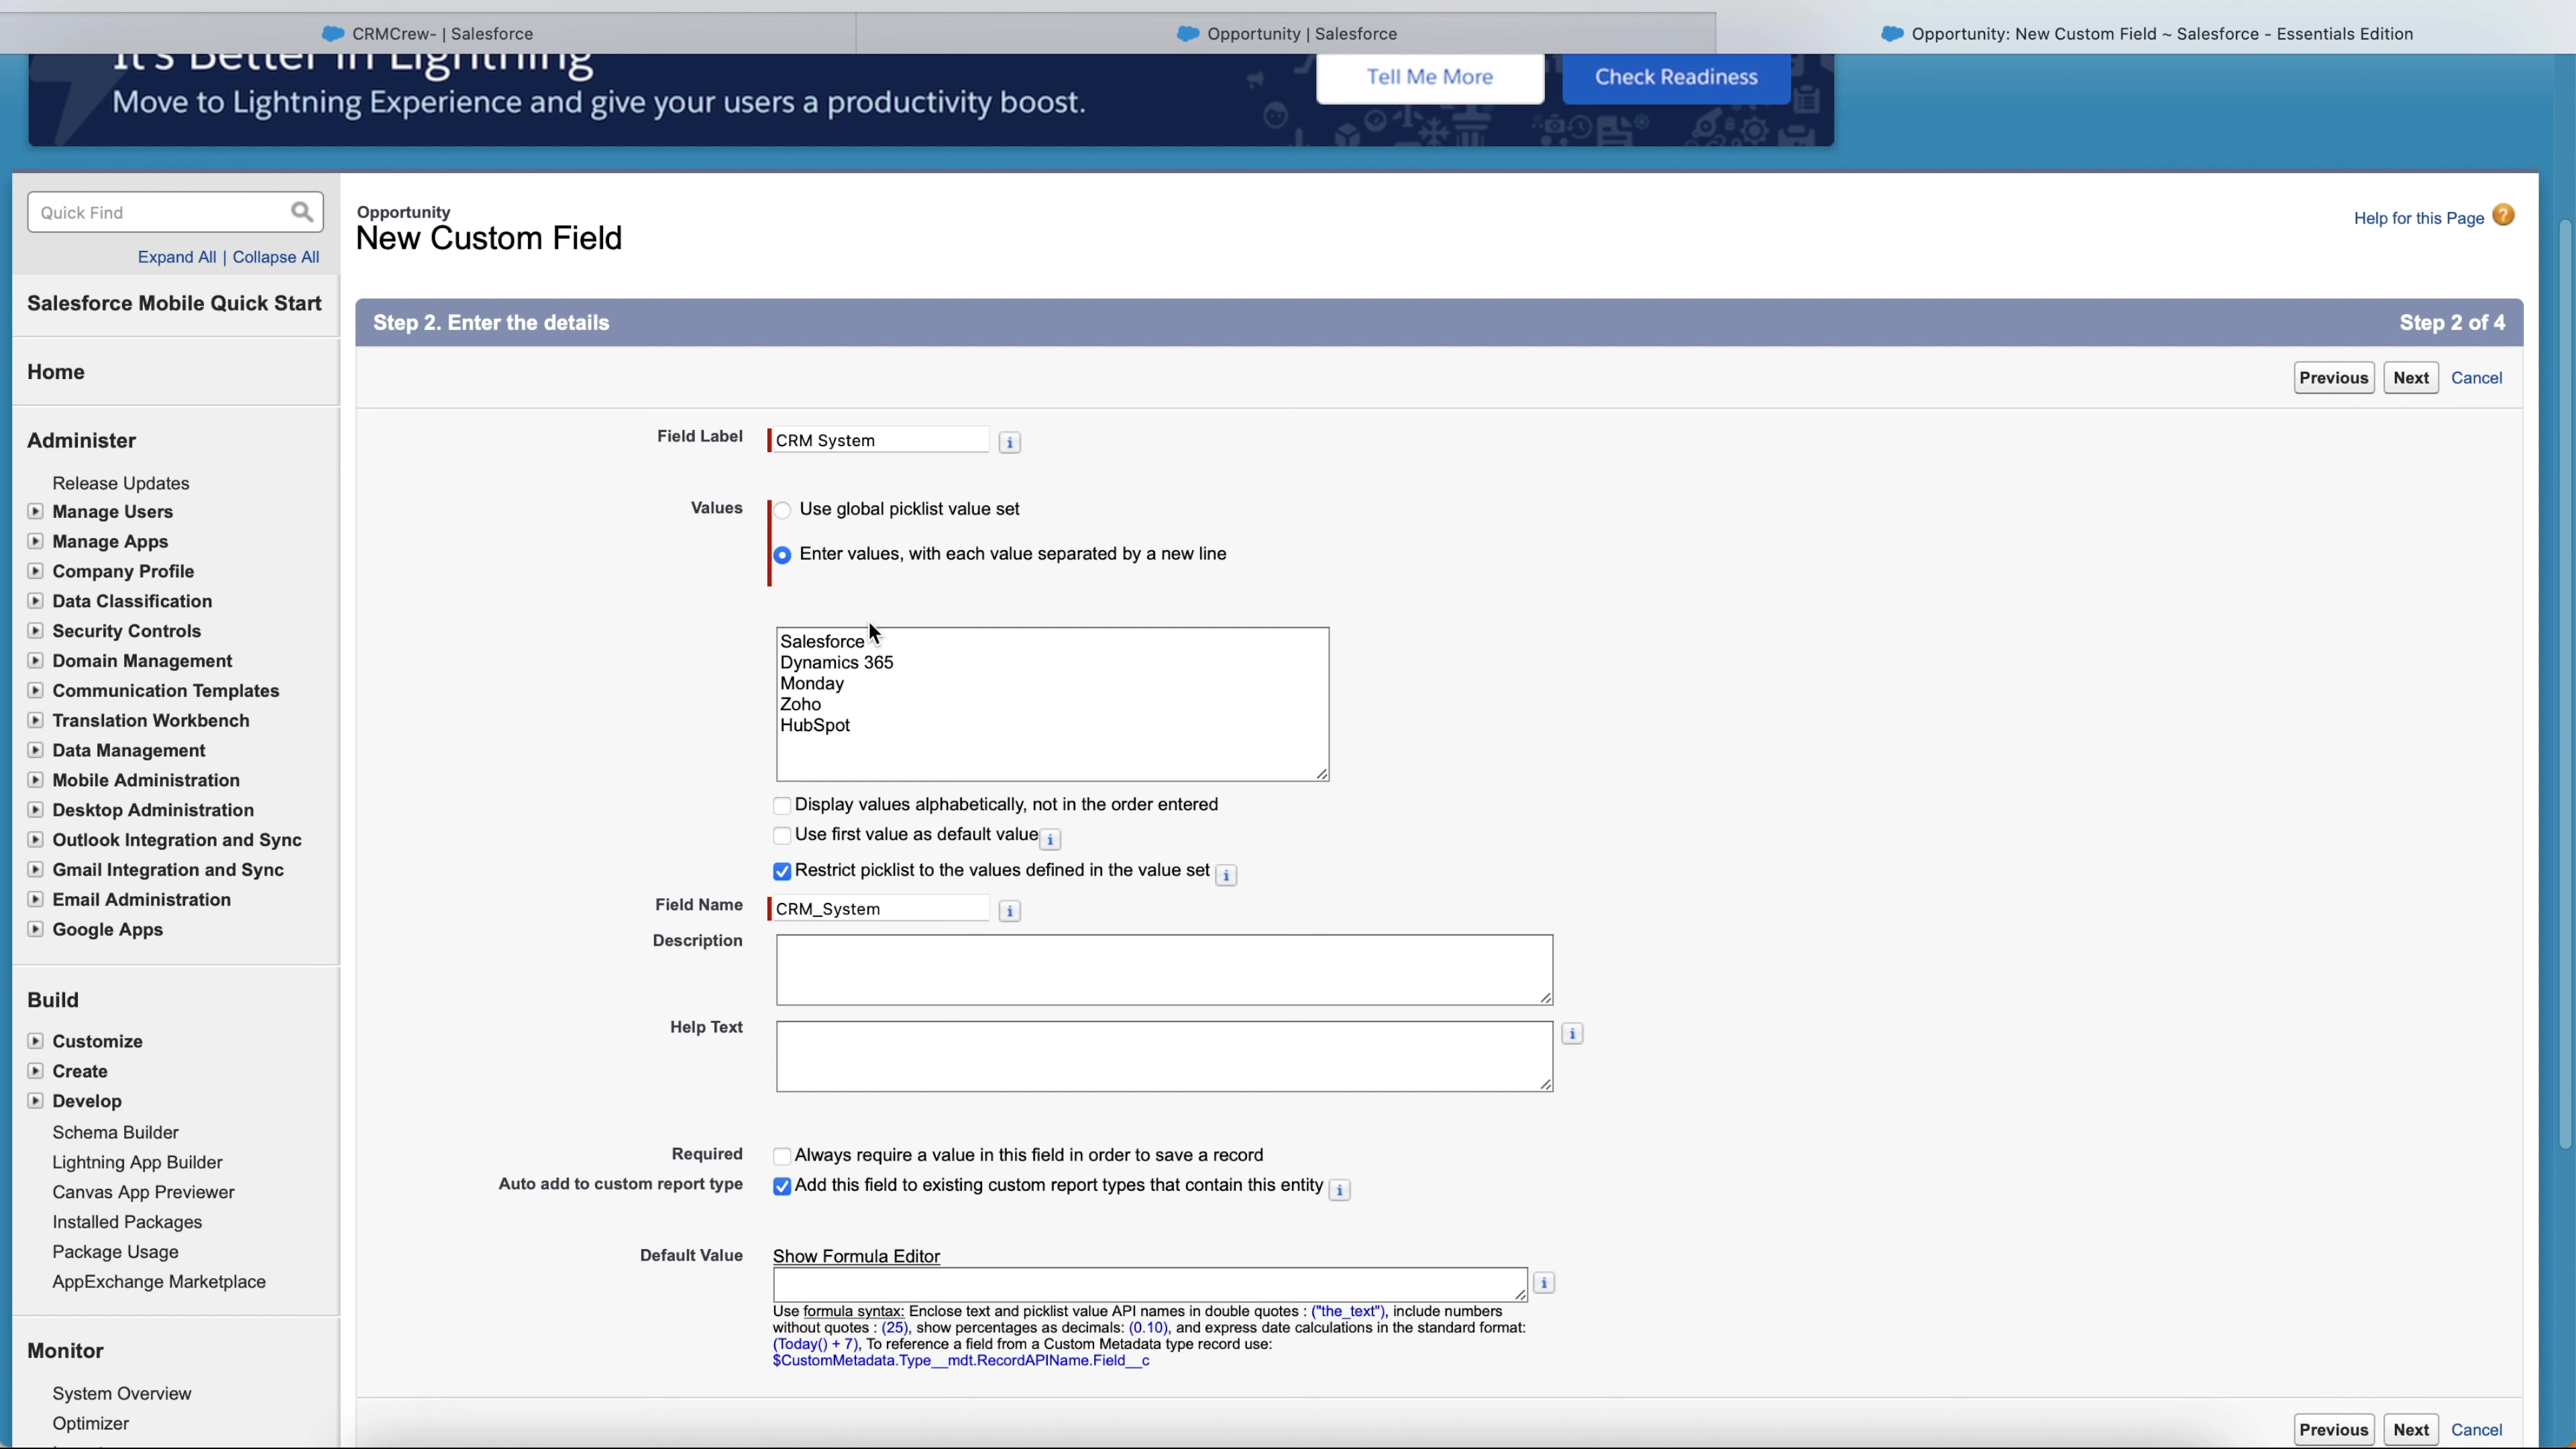 CRMCrew- | Salesforce
Opportunity | Salesforce
Opportunity: New Custom Field ~ Salesforce - Essentials Edition
It's Better in Lightning
Move to Lightning Experience and give your users a productivity boost.
Tell Me More
Check Readiness
Quick Find
Expand All | Collapse All
Salesforce Mobile Quick Start
Home
Administer
Release Updates
Manage Users
Manage Apps
Company Profile
Data Classification
Security Controls
Domain Management
Communication Templates
Translation Workbench
Data Management
Mobile Administration
Desktop Administration
Outlook Integration and Sync
Gmail Integration and Sync
Email Administration
Google Apps
Build
Customize
Create
Develop
Schema Builder
Lightning App Builder
Canvas App Previewer
Installed Packages
Package Usage
AppExchange Marketplace
Monitor
System Overview
Optimizer
Opportunity
New Custom Field
Help for this Page
Step 2. Enter the details
Step 2 of 4
Previous
Next
Cancel
Field Label
CRM System
Values
Use global picklist value set
Enter values, with each value separated by a new line
Salesforce
Dynamics 365
Monday
Zoho
HubSpot
Display values alphabetically, not in the order entered
Use first value as default value
Restrict picklist to the values defined in the value set
Field Name
CRM_System
Description
Help Text
Required
Always require a value in this field in order to save a record
Auto add to custom report type
Add this field to existing custom report types that contain this entity
Default Value
Show Formula Editor
Use formula syntax: Enclose text and picklist value API names in double quotes : ("the_text"), include numbers
without quotes : (25), show percentages as decimals: (0.10), and express date calculations in the standard format:
(Today() + 7), To reference a field from a Custom Metadata type record use:
$CustomMetadata.Type__mdt.RecordAPIName.Field__c
Previous
Next
Cancel